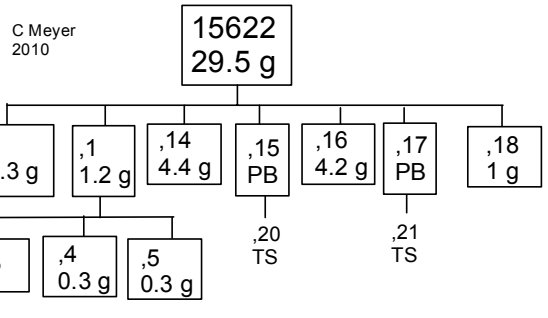 C Meyer
2010
15622
29.5 g
.3 g
,1
1.2 g
,14
4.4 g
,15
PB
,16
4.2 g
,17
PB
,18
1 g
,20
TS
,21
TS
,4
0.3 g
,5
0.3 g